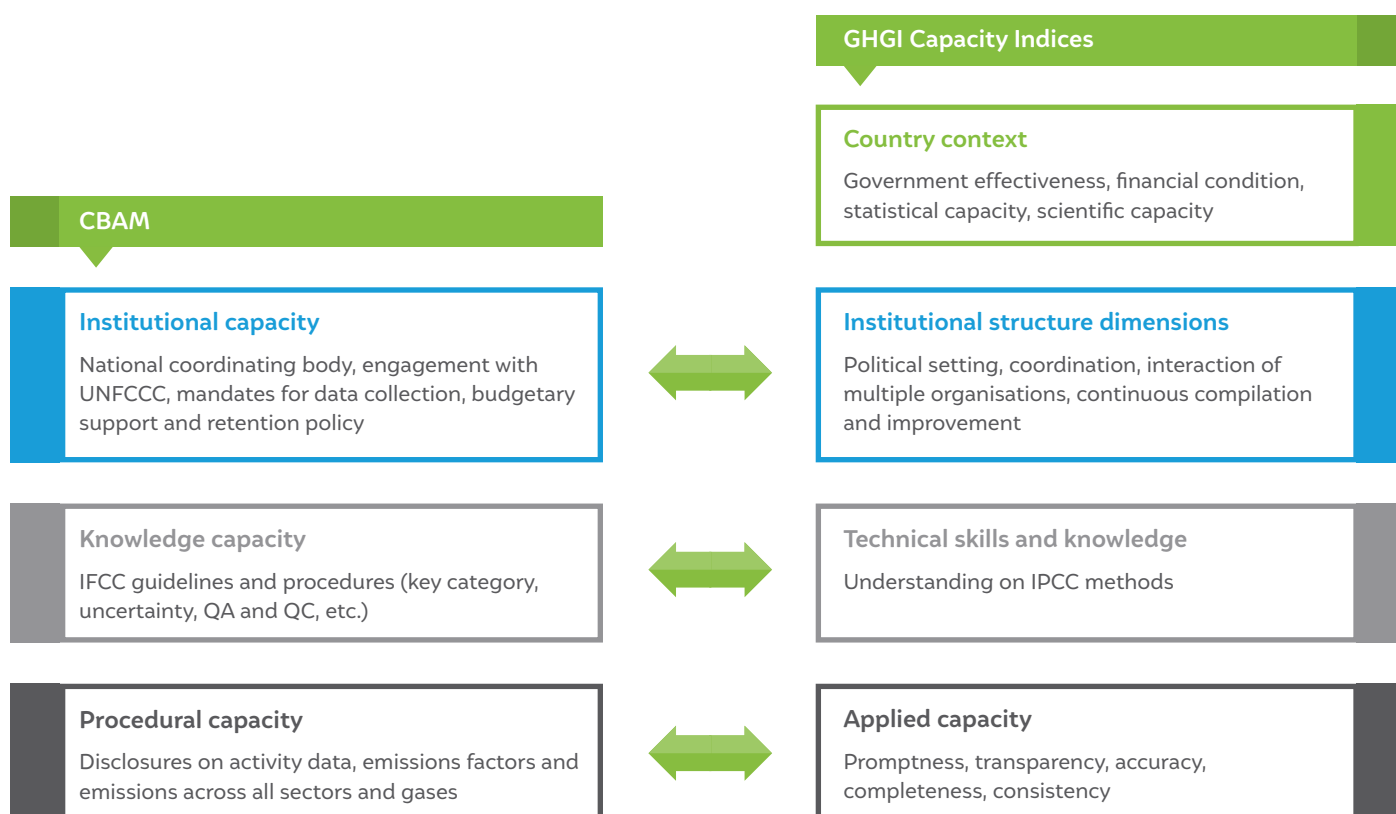 GHGI Capacity Indices
Country context
Government effectiveness, financial condition,
statistical capacity, scientific capacity
CBAM
Institutional capacity
National coordinating body, engagement with
UNFCCC, mandates for data collection, budgetary
support and retention policy
Institutional structure dimensions
Political setting, coordination, interaction of
multiple organisations, continuous compilation
and improvement
Knowledge capacity
IFCC guidelines and procedures (key category,
uncertainty, QA and QC, etc.)
Technical skills and knowledge
Understanding on IPCC methods
Procedural capacity
Disclosures on activity data, emissions factors and
emissions across all sectors and gases
Applied capacity
Promptness, transparency, accuracy,
completeness, consistency